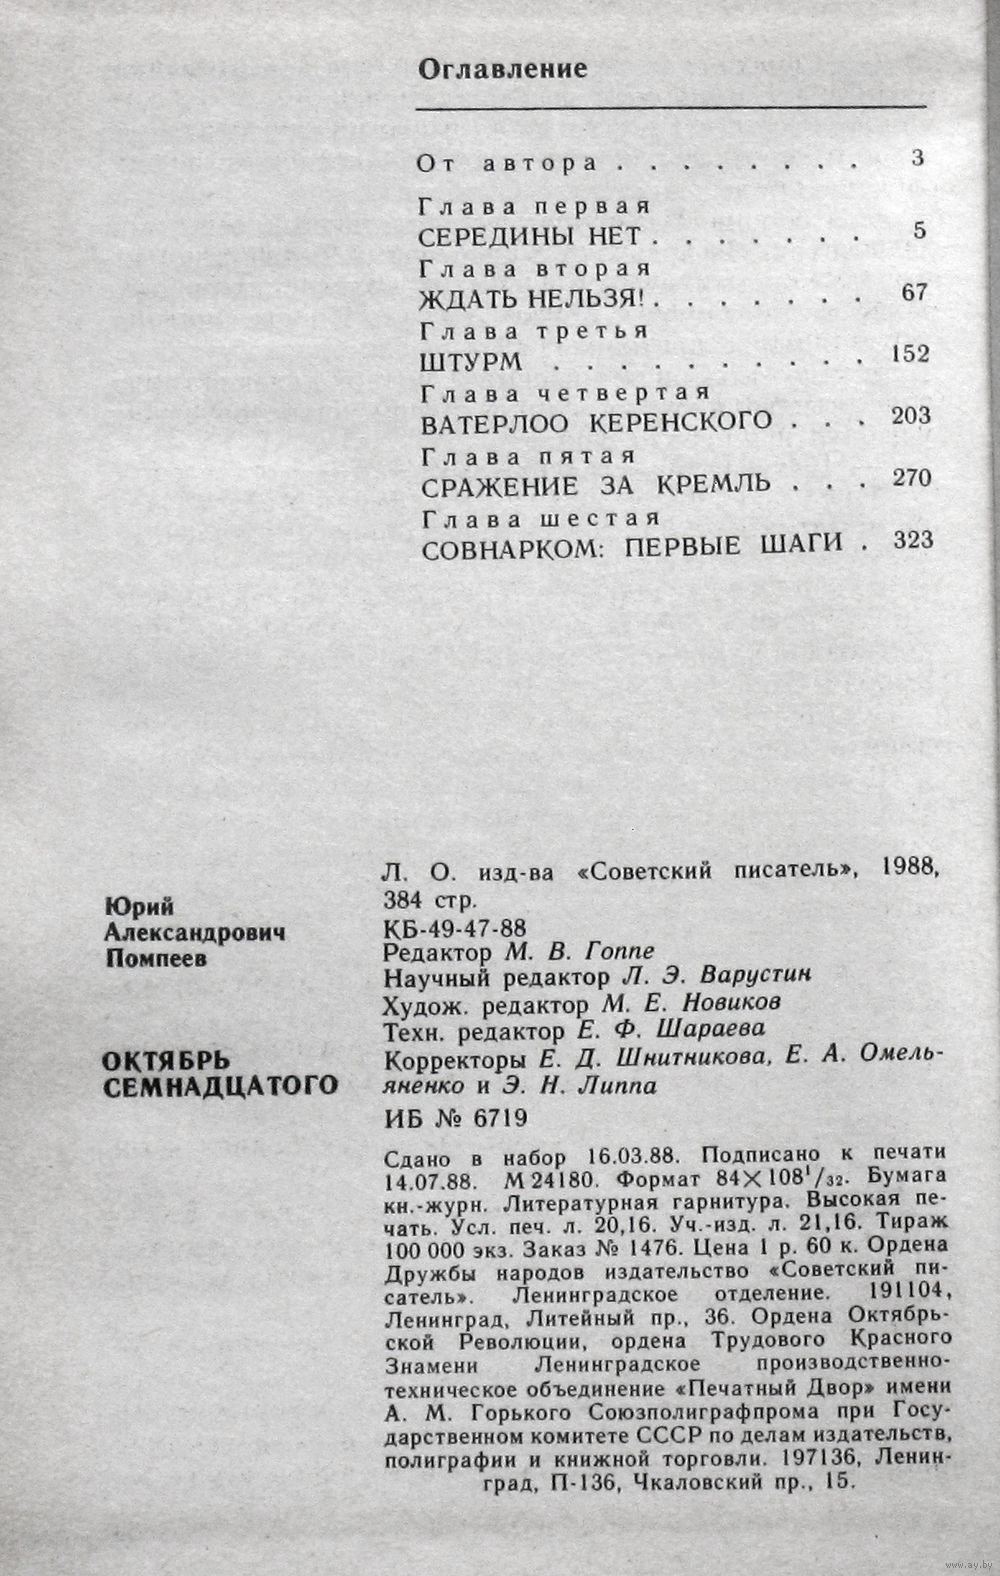 Оглавление
От автора . . . . . . . . 3
Глава первая
СЕРЕДИНЫ НЕТ . . . . . . . 5
Глава вторая
ЖДАТЬ НЕЛЬЗЯ! . . . . . . . 67
Глава третья
ШТУРМ . . . . . . . . . . 152
Глава четвертая
ВАТЕРЛОО КЕРЕНСКОГО . . . 203
Глава пятая
СРАЖЕНИЕ ЗА КРЕМЛЬ . . . 270
Глава шестая
СОВНАРКОМ: ПЕРВЫЕ ШАГИ . 323
Юрий
Александрович
Помпеев
ОКТЯБРЬ
СЕМНАДЦАТОГО
Л. О. изд-ва «Советский писатель», 1988,
384 стр.
КБ-49-47-88
Редактор М. В. Гоппе
Научный редактор Л. Э. Варустин
Худож. редактор М. Е. Новиков
Техн. редактор Е. Ф. Шараева
Корректоры Е. Д. Шнитникова, Е. А. Омель-
яненко и Э. Н. Липпа
ИБ № 6719
Сдано в набор 16.03.88. Подписано к печати
14.07.88. М 24180. Формат 84×108¹/₃₂. Бумага
кн.-журн. Литературная гарнитура. Высокая пе-
чать. Усл. печ. л. 20,16. Уч.-изд. л. 21,16. Тираж
100 000 экз. Заказ № 1476. Цена 1 р. 60 к. Ордена
Дружбы народов издательство «Советский пи-
сатель». Ленинградское отделение. 191104,
Ленинград, Литейный пр., 36. Ордена Октябрь-
ской Революции, ордена Трудового Красного
Знамени Ленинградское производственно-
техническое объединение «Печатный Двор» имени
А. М. Горького Союзполиграфпрома при Госу-
дарственном комитете СССР по делам издательств,
полиграфии и книжной торговли. 197136, Ленин-
град, П-136, Чкаловский пр., 15.
www.ay.by